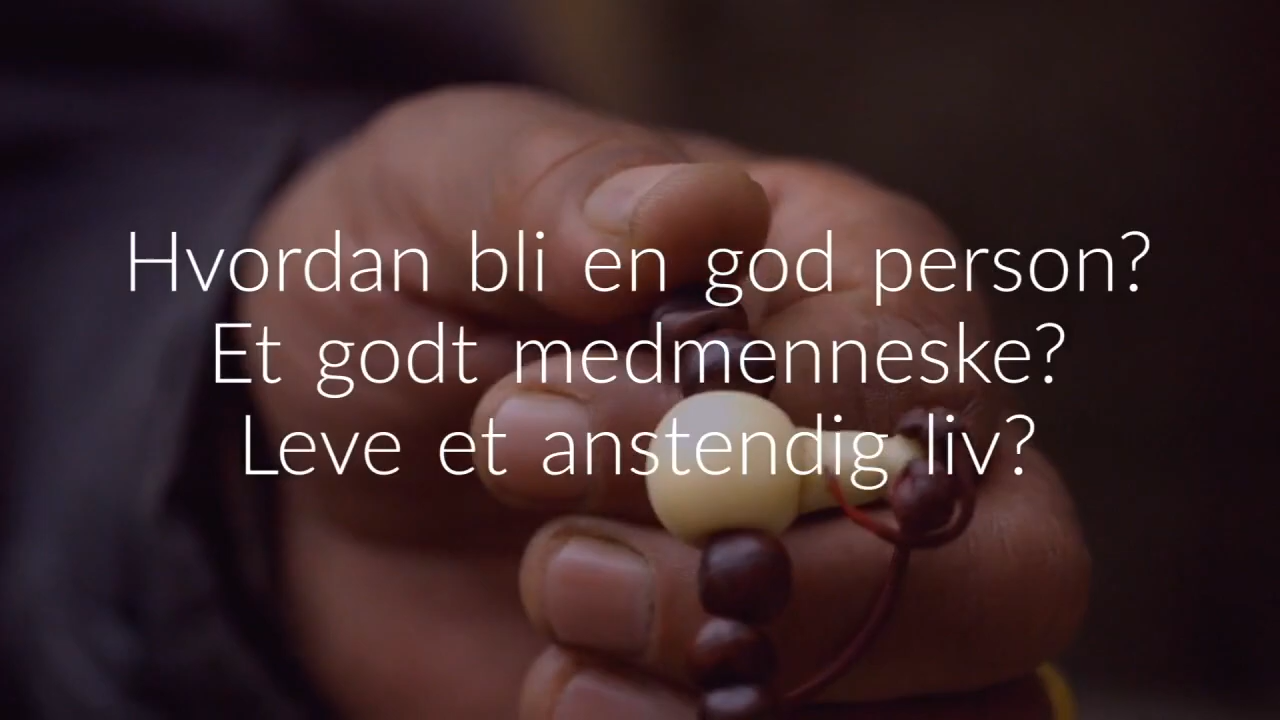 Hvordan bli en god person?
Et godt medmenneske?
Leve et anstendig liv?